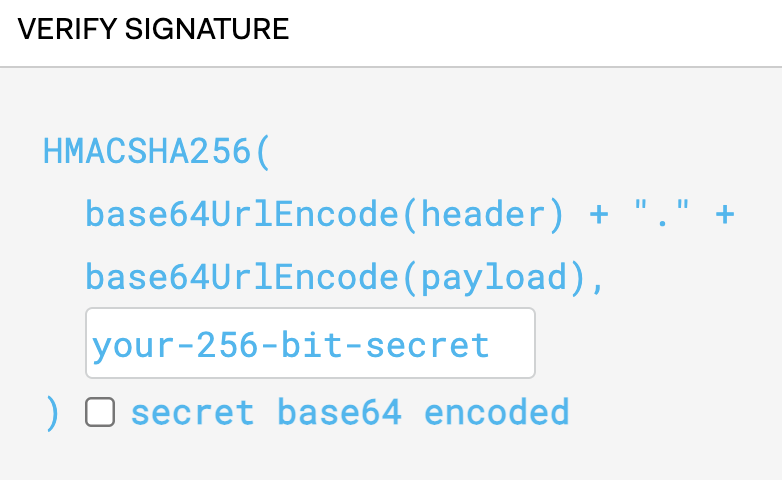 VERIFY SIGNATURE
HMACSHA256(
base64UrlEncode(header) + "." +
base64UrlEncode(payload),
your-256-bit-secret
) secret base64 encoded